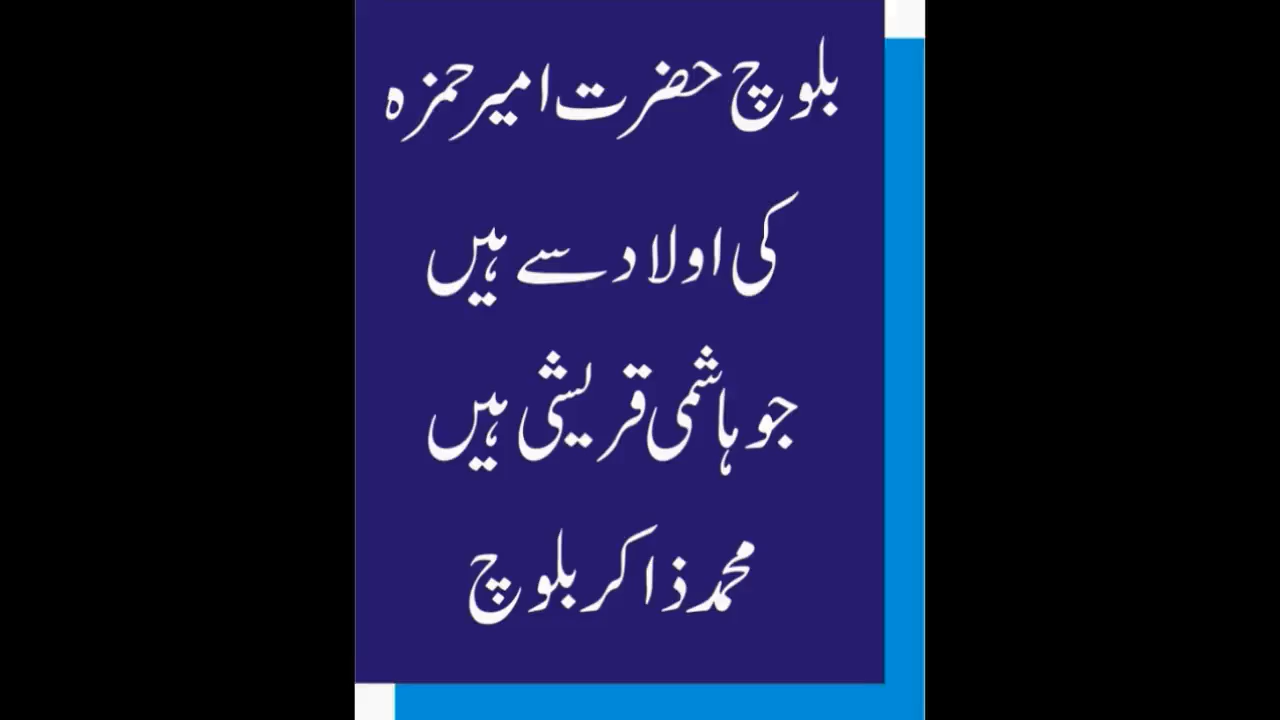 بلوچ حضرت امیر حمزہ
کی اولاد سے ہیں
جو ہاشمی قریشی ہیں
محمد ذاکر بلوچ